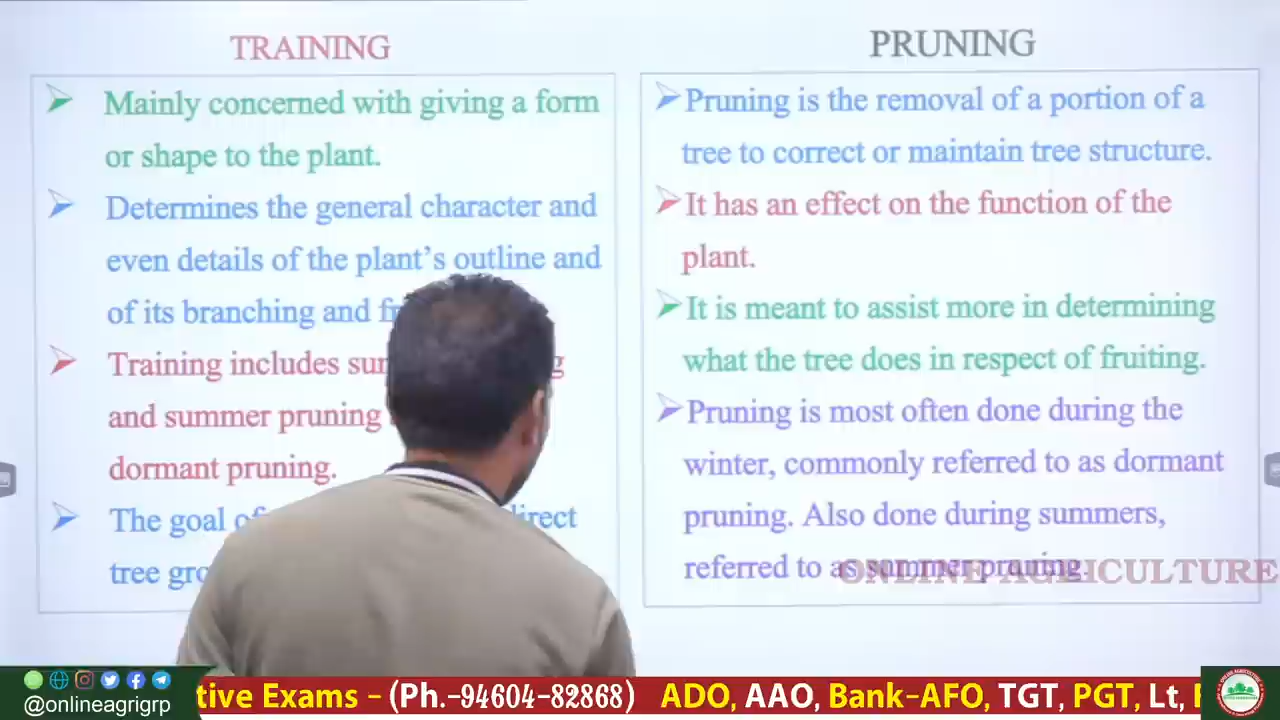 TRAINING
Mainly concerned with giving a form
or shape to the plant.
Determines the general character and
even details of the plant's outline and
of its branching and
Training includes
and summer pruning
dormant pruning.
The goal
tree
PRUNING
Pruning is the removal of a portion of a
tree to correct or maintain tree structure.
It has an effect on the function of the
plant.
It is meant to assist more in determining
what the tree does in respect of fruiting.
Pruning is most often done during the
winter, commonly referred to as dormant
pruning. Also done during summers,
referred to as summer pruning.
ONLINE AGRICULTURE
@onlineagrigrp
Exams - (Ph.-94604-82868) ADO, AAO, Bank-AFO, TGT, PGT, Lt,